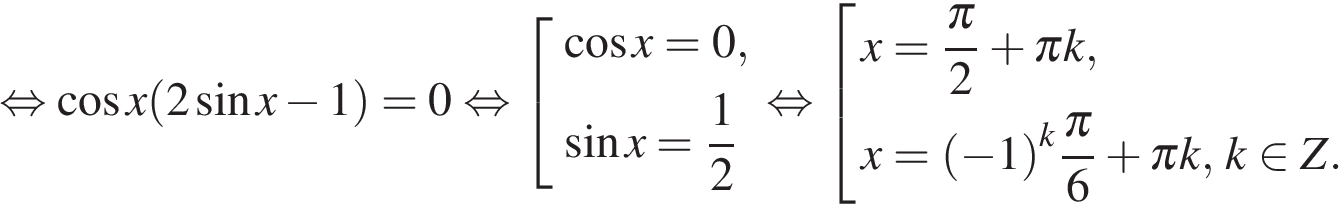 ⇔ cos x(2 sin x − 1) = 0 ⇔ [ cos x = 0, sin x = 1/2 ⇔ [ x = π/2 + πk, x = (−1)^k π/6 + πk, k ∈ Z.